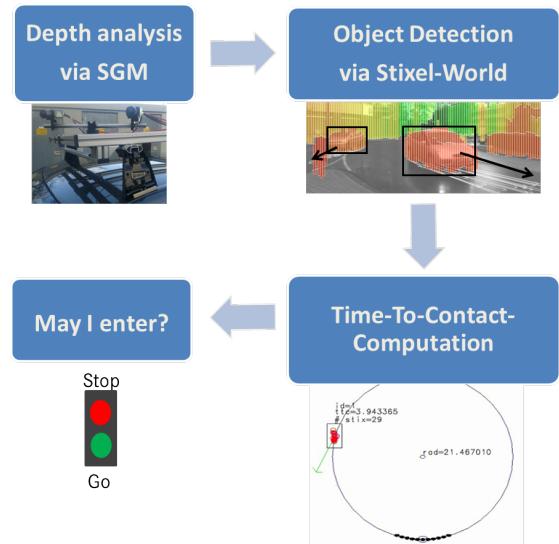 Depth analysis
via SGM
Object Detection
via Stixel-World
May I enter?
Time-To-Contact-
Computation
Stop
Go
id=1
ttc=3.943365
#/stix=29
rad=21.467010